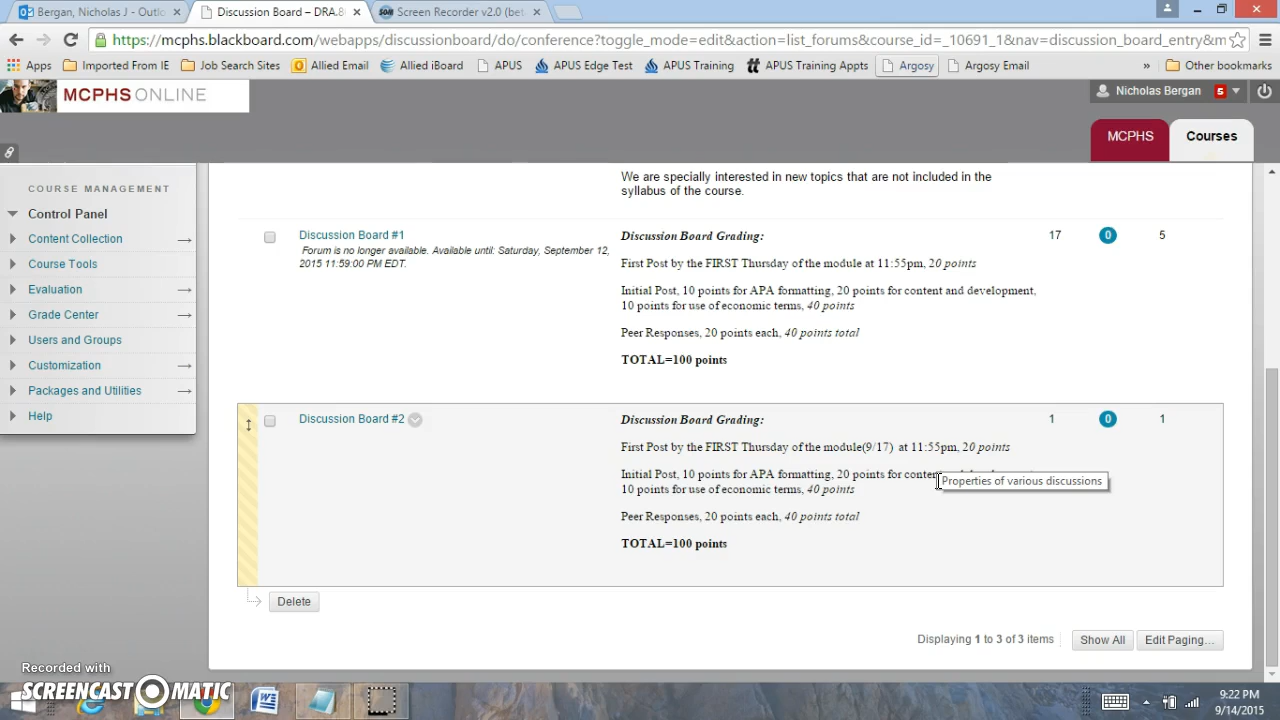 Bergan, Nicholas J - Outlo
Discussion Board – DRA.8
Screen Recorder v2.0 (bet
https://mcphs.blackboard.com/webapps/discussionboard/do/conference?toggle_mode=edit&action=list_forums&course_id=_10691_1&nav=discussion_board_entry&m
Apps Imported From IE Job Search Sites Allied Email Allied iBoard APUS APUS Edge Test APUS Training APUS Training Appts Argosy Argosy Email » Other bookmarks
MCPHS ONLINE
Nicholas Bergan 5
MCPHS Courses
COURSE MANAGEMENT
Control Panel
Content Collection
Course Tools
Evaluation
Grade Center
Users and Groups
Customization
Packages and Utilities
Help
We are specially interested in new topics that are not included in the
syllabus of the course.
Discussion Board #1
Forum is no longer available. Available until: Saturday, September 12,
2015 11:59:00 PM EDT.
Discussion Board Grading:
First Post by the FIRST Thursday of the module at 11:55pm, 20 points
Initial Post, 10 points for APA formatting, 20 points for content and development,
10 points for use of economic terms, 40 points
Peer Responses, 20 points each, 40 points total
TOTAL=100 points
17 0 5
Discussion Board #2
Discussion Board Grading:
First Post by the FIRST Thursday of the module(9/17) at 11:55pm, 20 points
Initial Post, 10 points for APA formatting, 20 points for conten
Properties of various discussions
10 points for use of economic terms, 40 points
Peer Responses, 20 points each, 40 points total
TOTAL=100 points
1 0 1
Delete
Displaying 1 to 3 of 3 items Show All Edit Paging...
Recorded with
SCREENCAST MATIC
9:22 PM
9/14/2015